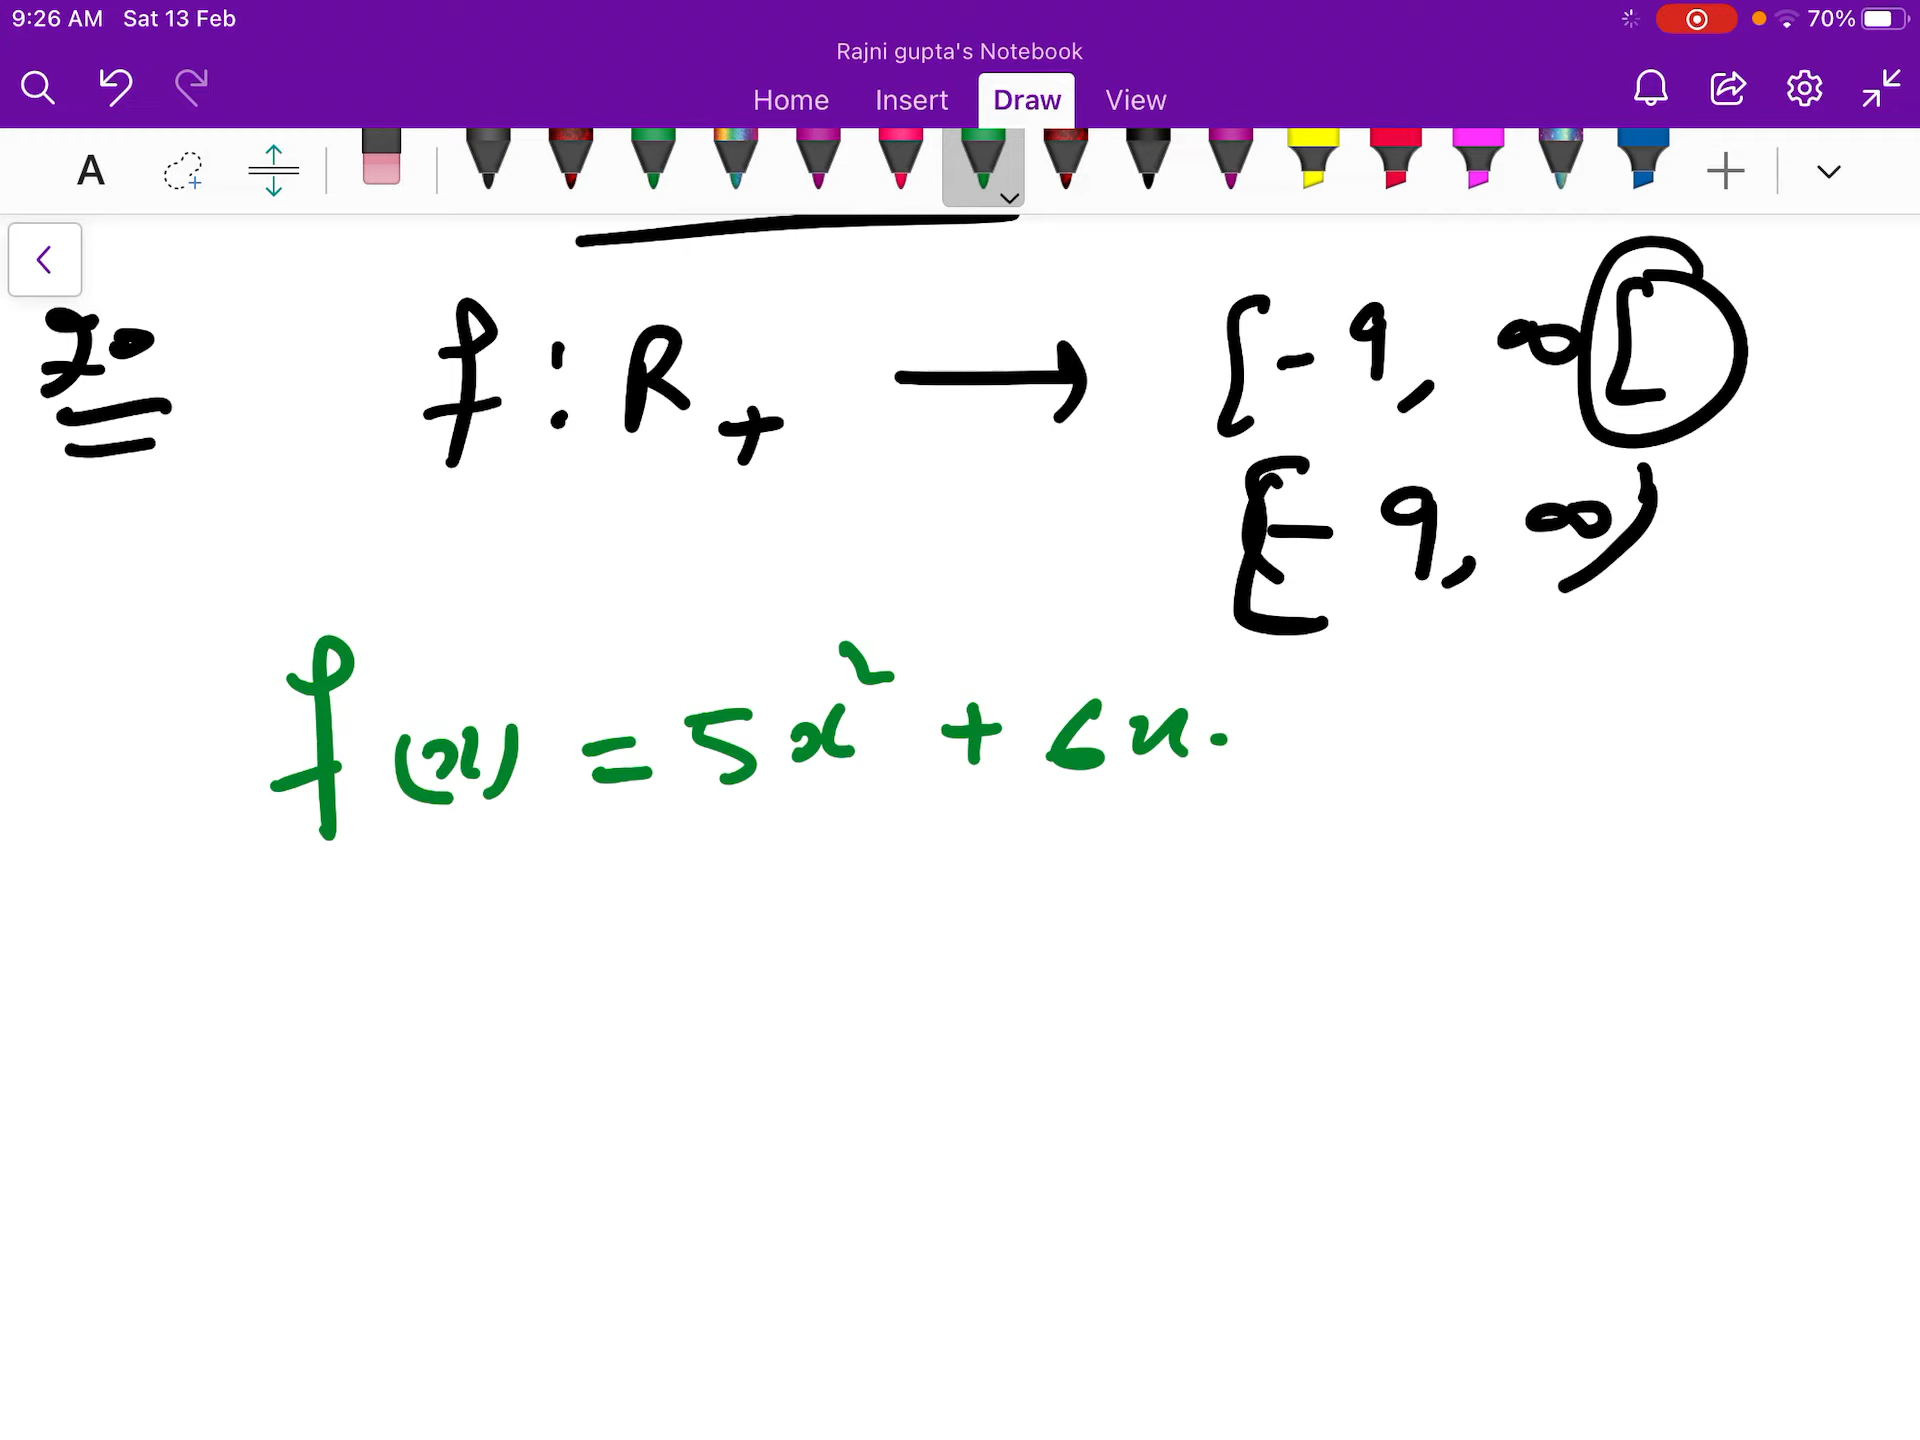 9:26 AM Sat 13 Feb 70%
Rajni gupta's Notebook
Home Insert Draw View
A
f : R+ → [-9, ∞[
[-9, ∞)
f(x) = 5x² + 6x.